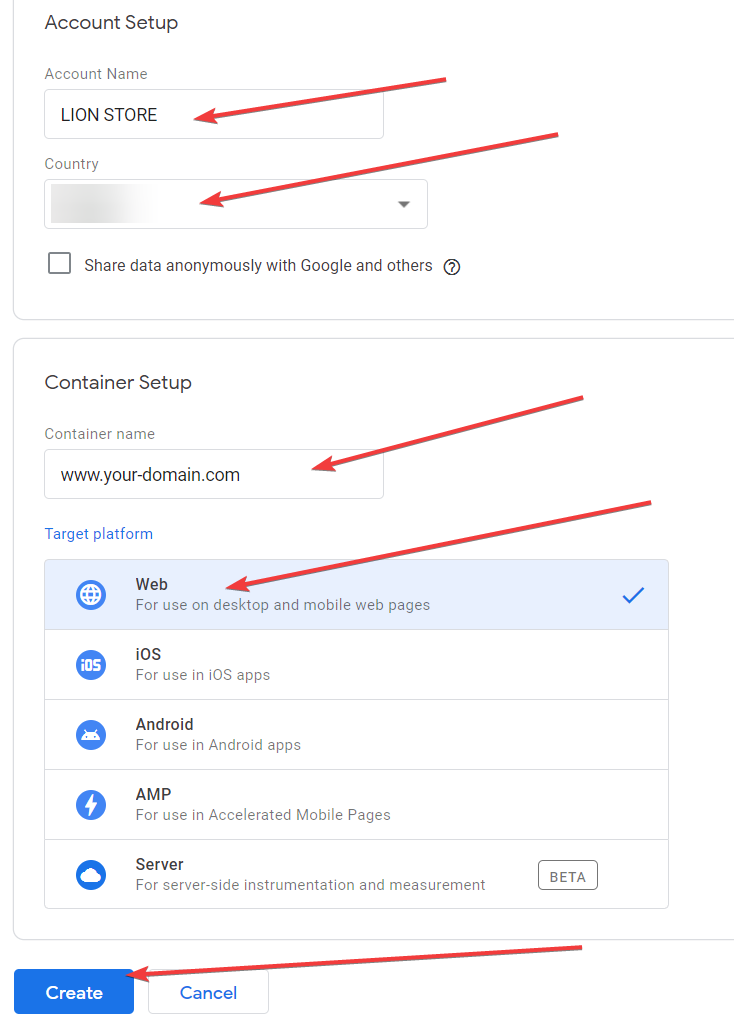 Account Setup
Account Name
LION STORE
Country
Share data anonymously with Google and others ?
Container Setup
Container name
www.your-domain.com
Target platform
Web
For use on desktop and mobile web pages
iOS
iOS
For use in iOS apps
Android
For use in Android apps
AMP
For use in Accelerated Mobile Pages
Server
For server-side instrumentation and measurement
BETA
Create
Cancel